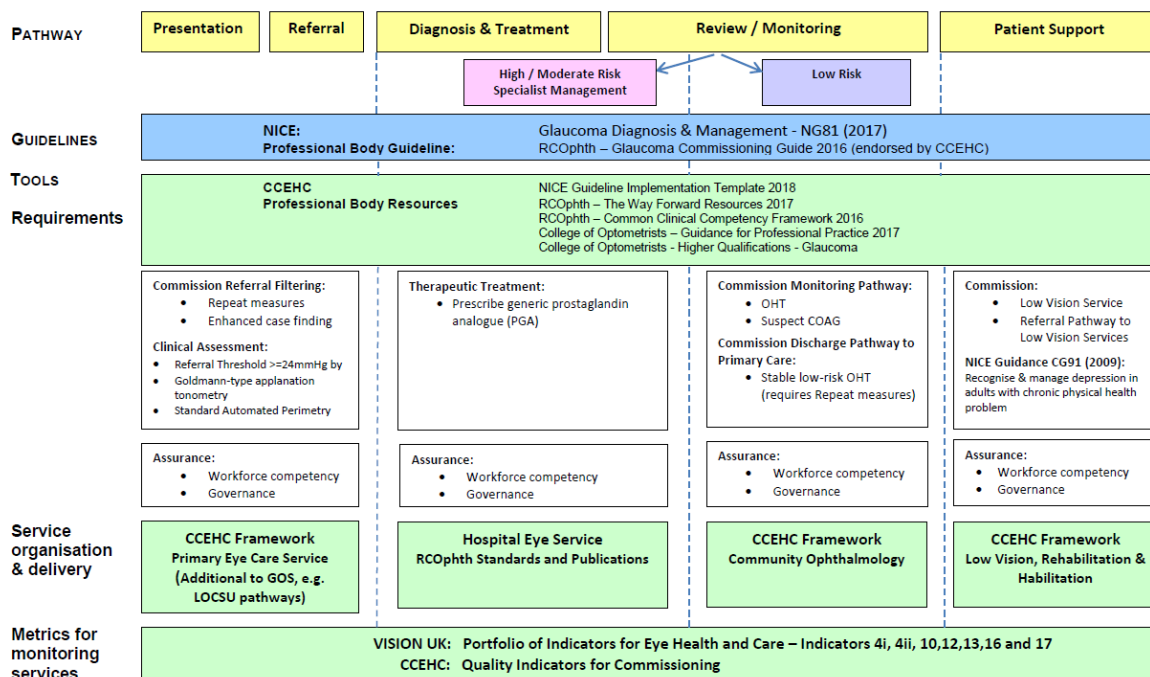 PATHWAY
Presentation
Referral
Diagnosis & Treatment
Review / Monitoring
Patient Support
High / Moderate Risk
Specialist Management
Low Risk
GUIDELINES
NICE:
Glaucoma Diagnosis & Management - NG81 (2017)
Professional Body Guideline:
RCOphth – Glaucoma Commissioning Guide 2016 (endorsed by CCEHC)
TOOLS
Requirements
CCEHC
NICE Guideline Implementation Template 2018
Professional Body Resources
RCOphth – The Way Forward Resources 2017
RCOphth – Common Clinical Competency Framework 2016
College of Optometrists – Guidance for Professional Practice 2017
College of Optometrists - Higher Qualifications - Glaucoma
Commission Referral Filtering:
• Repeat measures
• Enhanced case finding
Clinical Assessment:
• Referral Threshold >=24mmHg by
• Goldmann-type applanation
tonometry
• Standard Automated Perimetry
Therapeutic Treatment:
• Prescribe generic prostaglandin
analogue (PGA)
Commission Monitoring Pathway:
• OHT
• Suspect COAG
Commission Discharge Pathway to
Primary Care:
• Stable low-risk OHT
(requires Repeat measures)
Commission:
• Low Vision Service
• Referral Pathway to
Low Vision Services
NICE Guidance CG91 (2009):
Recognise & manage depression in
adults with chronic physical health
problem
Assurance:
• Workforce competency
• Governance
Assurance:
• Workforce competency
• Governance
Assurance:
• Workforce competency
• Governance
Assurance:
• Workforce competency
• Governance
Service
organisation
& delivery
CCEHC Framework
Primary Eye Care Service
(Additional to GOS, e.g.
LOCSU pathways)
Hospital Eye Service
RCOphth Standards and Publications
CCEHC Framework
Community Ophthalmology
CCEHC Framework
Low Vision, Rehabilitation &
Habilitation
Metrics for
monitoring
services
VISION UK: Portfolio of Indicators for Eye Health and Care – Indicators 4i, 4ii, 10,12,13,16 and 17
CCEHC: Quality Indicators for Commissioning